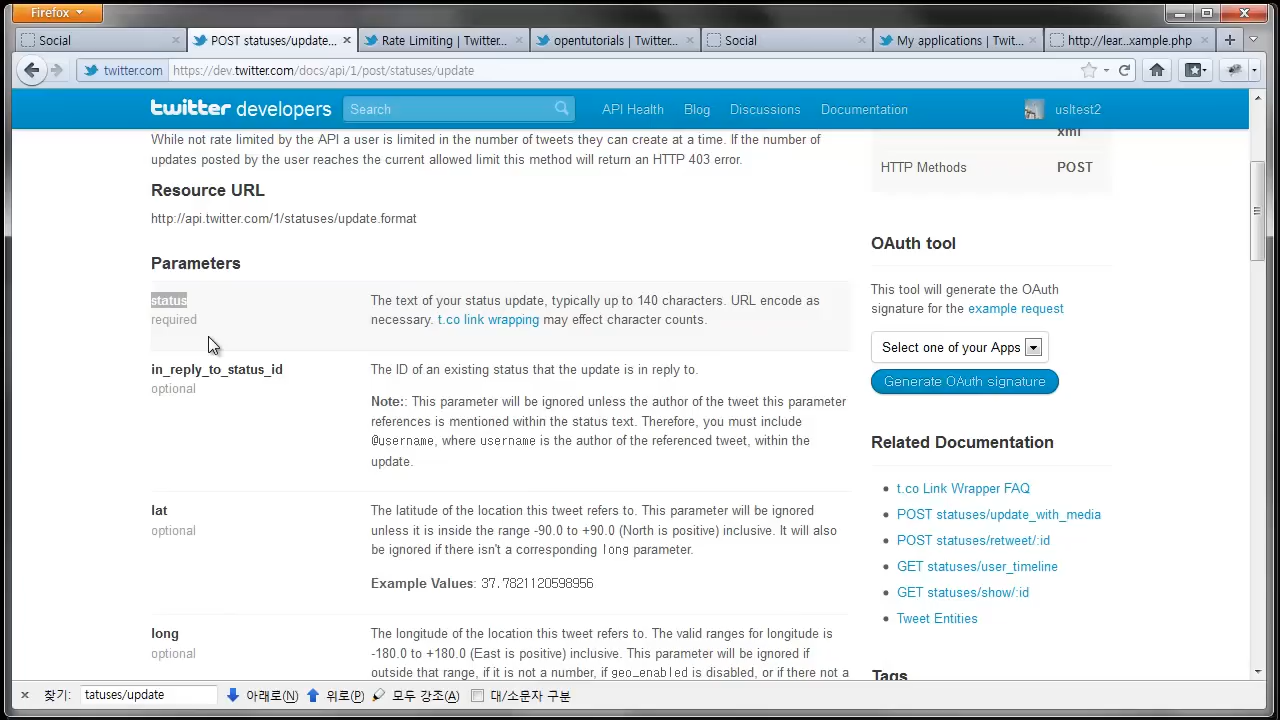 Firefox
Social
POST statuses/update...
Rate Limiting | Twitter...
opentutorials | Twitter...
Social
My applications | Twit...
http://lear...xample.php
twitter.com
https://dev.twitter.com/docs/api/1/post/statuses/update
twitter developers
Search
API Health
Blog
Discussions
Documentation
usltest2
While not rate limited by the API a user is limited in the number of tweets they can create at a time. If the number of
updates posted by the user reaches the current allowed limit this method will return an HTTP 403 error.
Resource URL
http://api.twitter.com/1/statuses/update.format
Parameters
status
required
The text of your status update, typically up to 140 characters. URL encode as
necessary. t.co link wrapping may effect character counts.
in_reply_to_status_id
optional
The ID of an existing status that the update is in reply to.
Note:: This parameter will be ignored unless the author of the tweet this parameter
references is mentioned within the status text. Therefore, you must include
@username, where username is the author of the referenced tweet, within the
update.
lat
optional
The latitude of the location this tweet refers to. This parameter will be ignored
unless it is inside the range -90.0 to +90.0 (North is positive) inclusive. It will also
be ignored if there isn't a corresponding long parameter.
Example Values: 37.7821120598956
long
optional
The longitude of the location this tweet refers to. The valid ranges for longitude is
-180.0 to +180.0 (East is positive) inclusive. This parameter will be ignored if
outside that range, if it is not a number, if geo_enabled is disabled, or if there not a
xml
HTTP Methods
POST
OAuth tool
This tool will generate the OAuth
signature for the example request
Select one of your Apps
Generate OAuth signature
Related Documentation
t.co Link Wrapper FAQ
POST statuses/update_with_media
POST statuses/retweet/:id
GET statuses/user_timeline
GET statuses/show/:id
Tweet Entities
Tags
찾기:
tatuses/update
아래로(N)
위로(P)
모두 강조(A)
대/소문자 구분